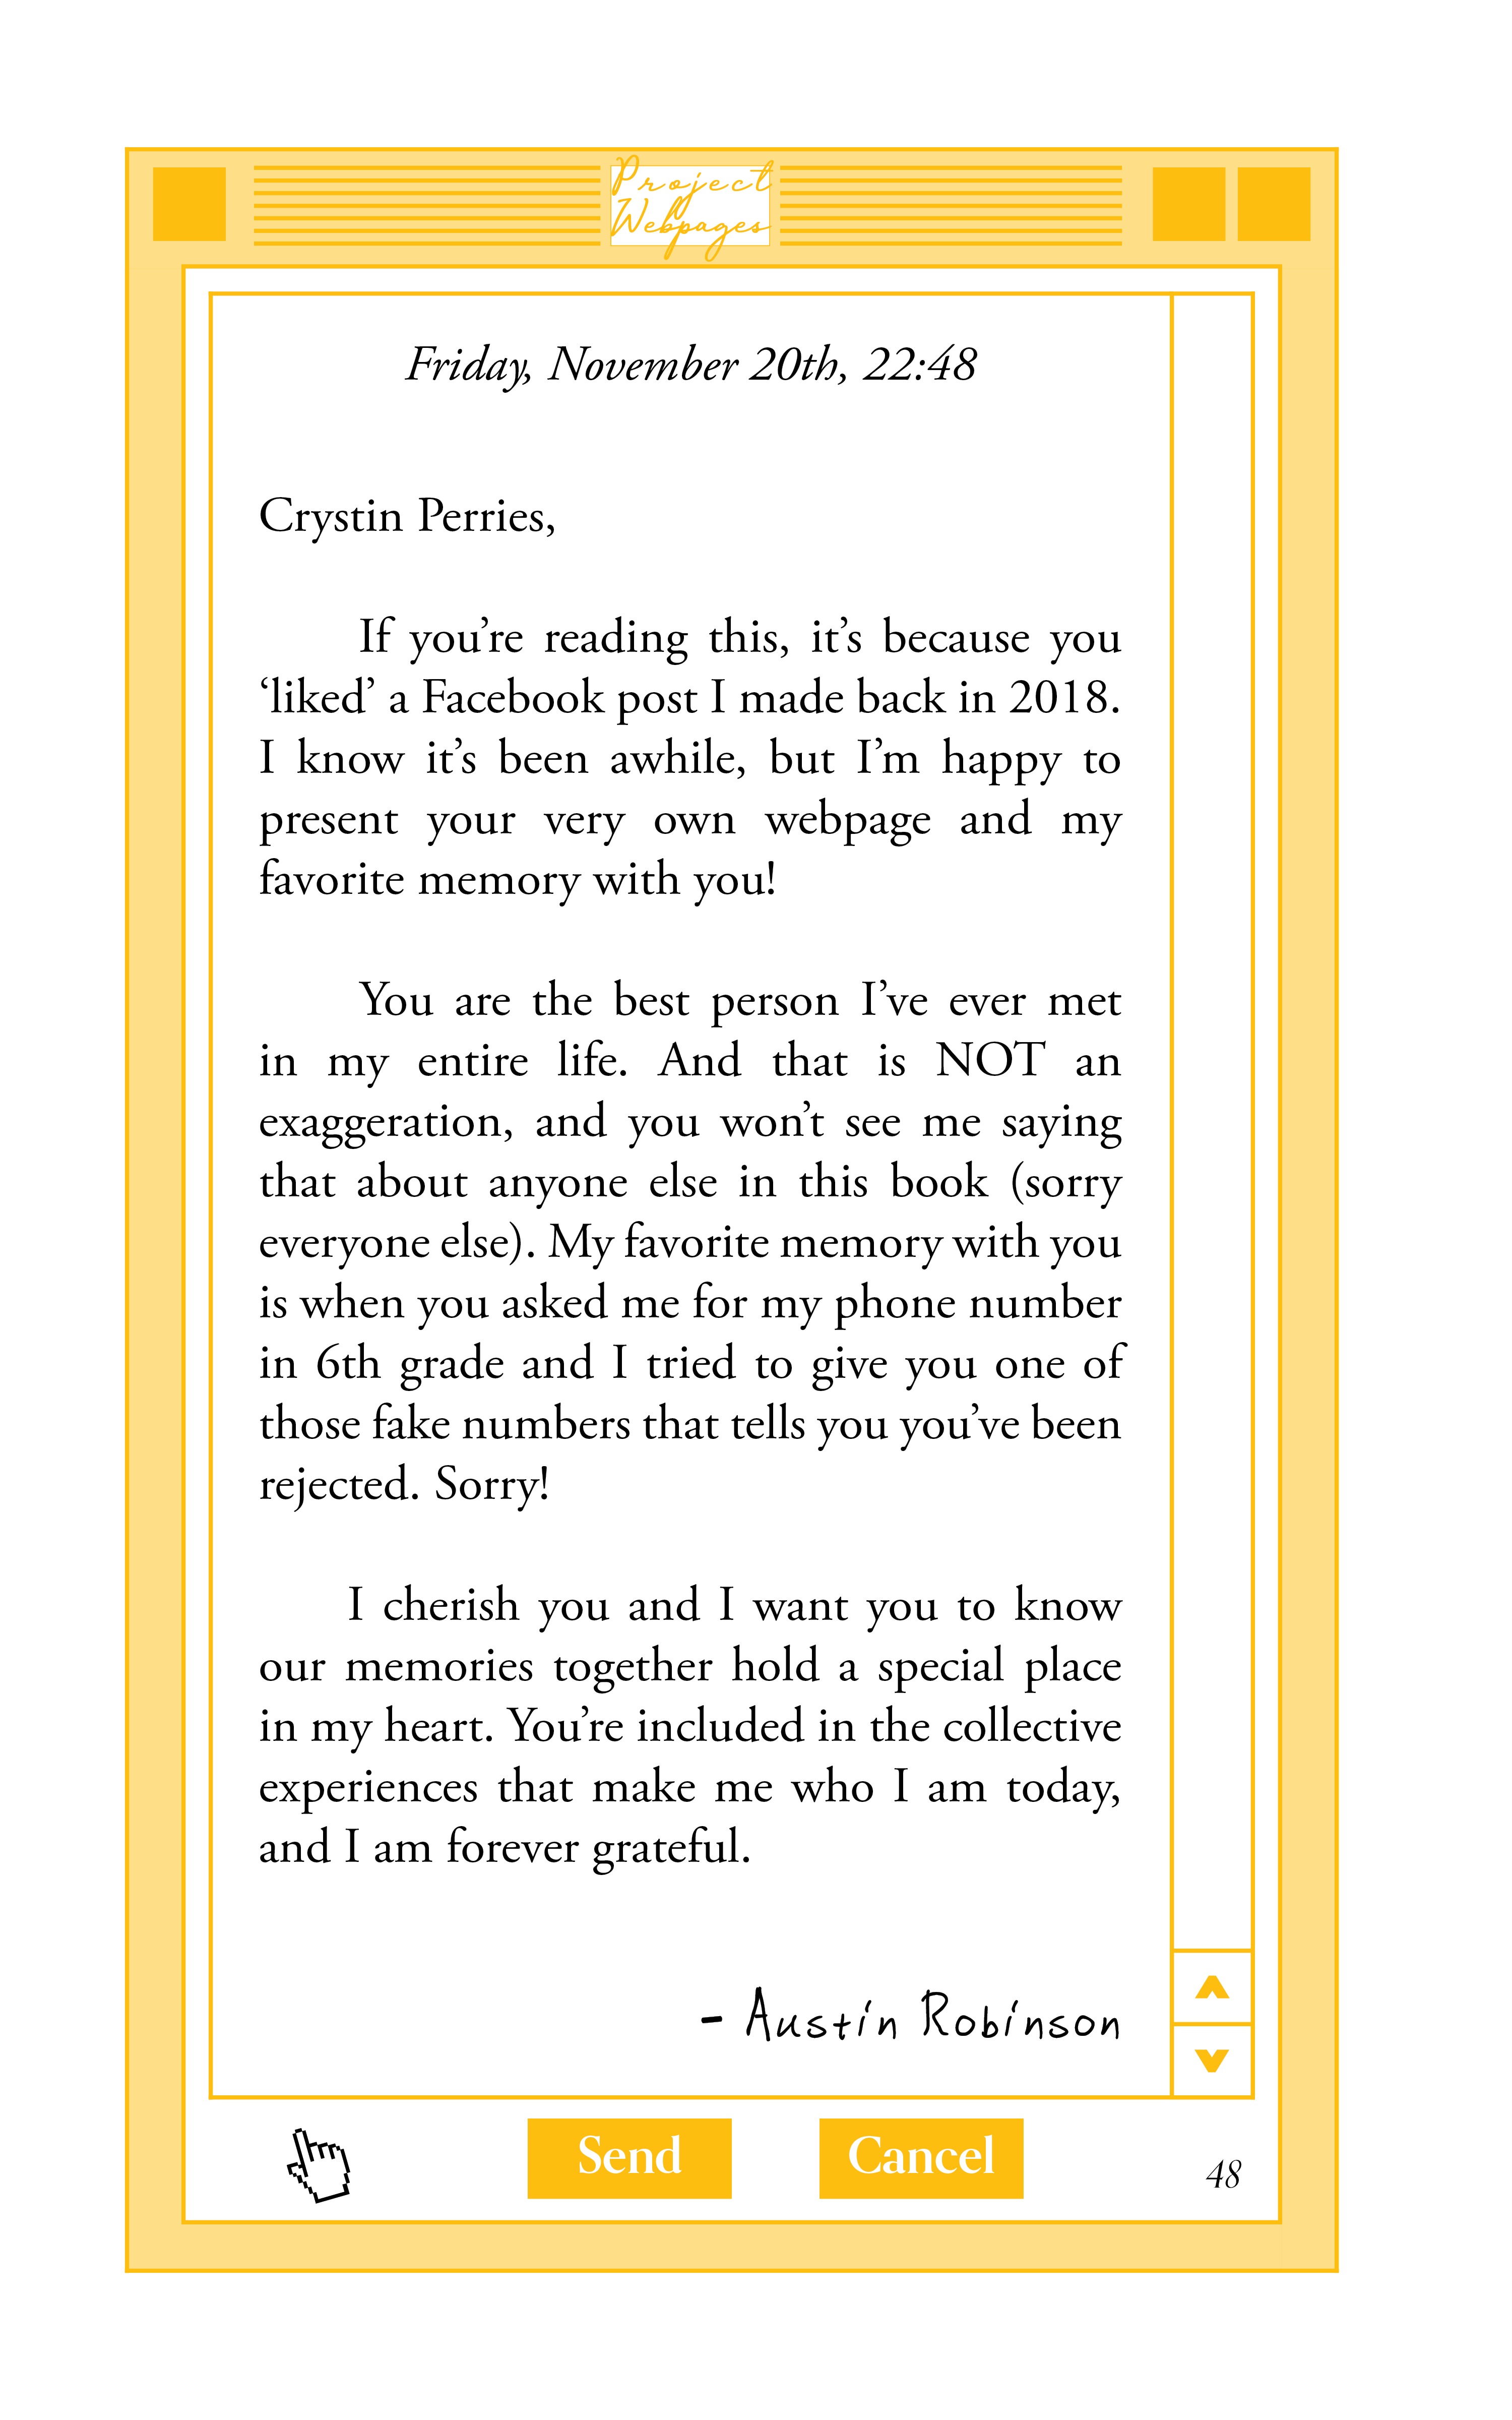 Project
Webpages
Friday, November 20th, 22:48
Crystin Perries,
If you’re reading this, it’s because you
‘liked’ a Facebook post I made back in 2018.
I know it’s been awhile, but I’m happy to
present your very own webpage and my
favorite memory with you!
You are the best person I’ve ever met
in my entire life. And that is NOT an
exaggeration, and you won’t see me saying
that about anyone else in this book (sorry
everyone else). My favorite memory with you
is when you asked me for my phone number
in 6th grade and I tried to give you one of
those fake numbers that tells you you’ve been
rejected. Sorry!
I cherish you and I want you to know
our memories together hold a special place
in my heart. You’re included in the collective
experiences that make me who I am today,
and I am forever grateful.
- Austin Robinson
Send Cancel
48